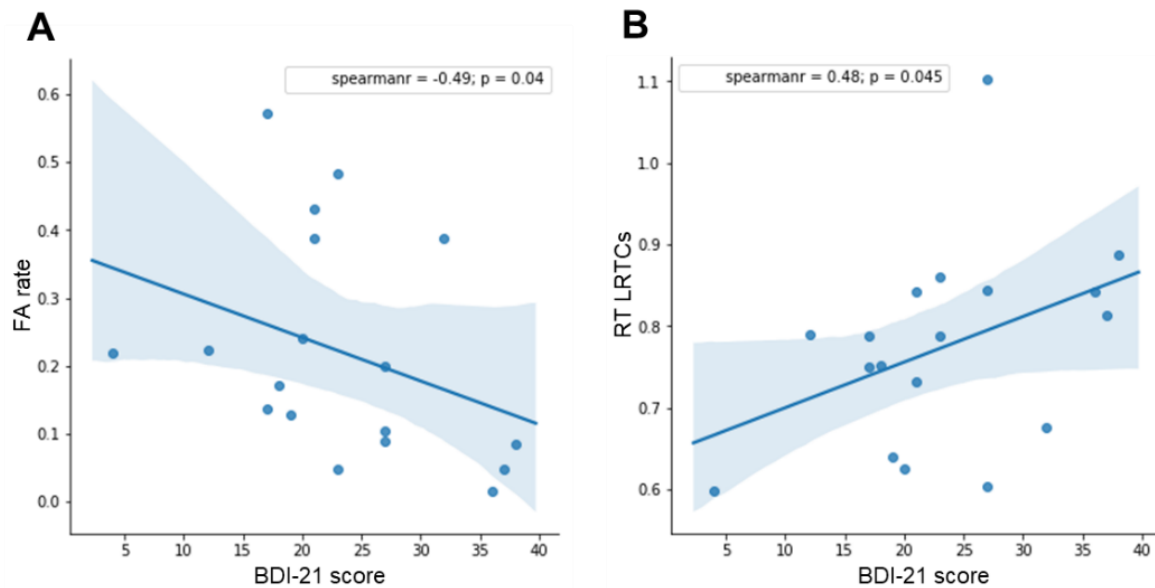 A
spearmanr = -0.49; p = 0.04
FA rate
0.6
0.5
0.4
0.3
0.2
0.1
0.0
5 10 15 20 25 30 35 40
BDI-21 score
B
spearmanr = 0.48; p = 0.045
RT LRTCs
1.1
1.0
0.9
0.8
0.7
0.6
5 10 15 20 25 30 35 40
BDI-21 score